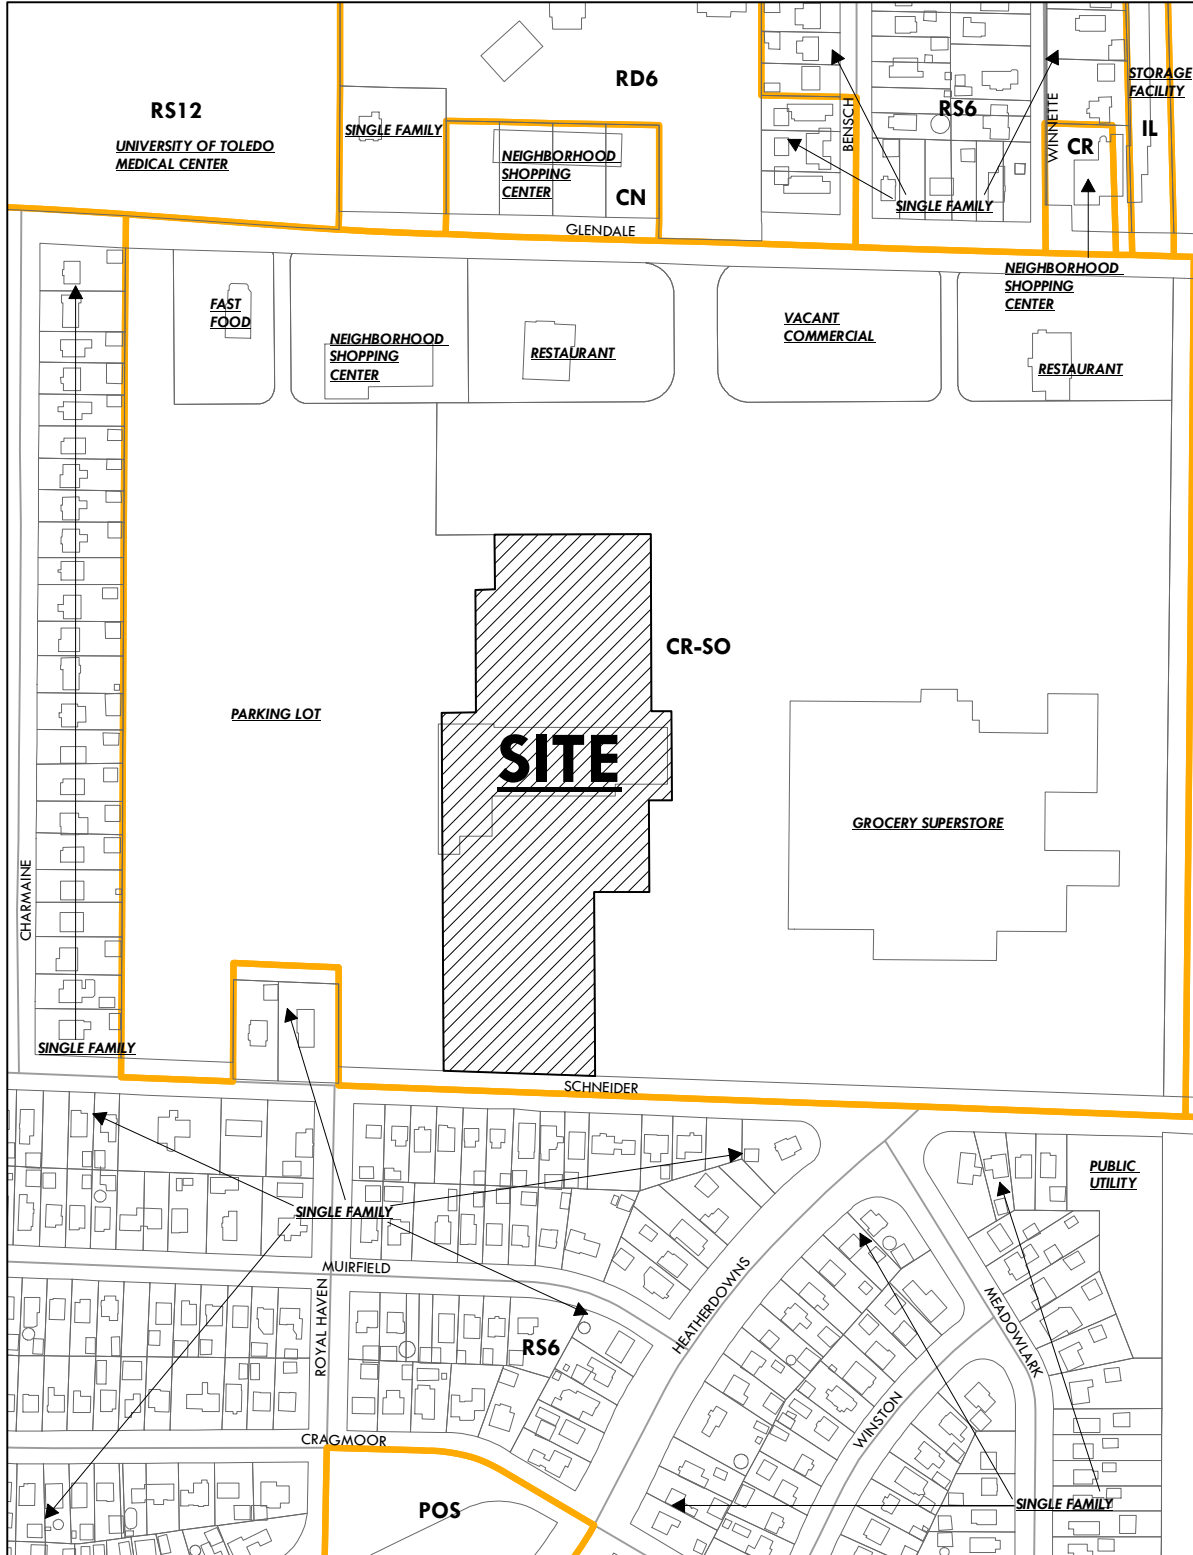 RS12
UNIVERSITY OF TOLEDO
MEDICAL CENTER
RD6
SINGLE FAMILY
NEIGHBORHOOD
SHOPPING
CENTER
CN
GLENDALE
BENSCH
RS6
SINGLE FAMILY
WINNETTE
CR
IL
STORAGE
FACILITY
NEIGHBORHOOD
SHOPPING
CENTER
FAST
FOOD
NEIGHBORHOOD
SHOPPING
CENTER
RESTAURANT
VACANT
COMMERCIAL
RESTAURANT
CR-SO
PARKING LOT
SITE
GROCERY SUPERSTORE
CHARMAINE
SINGLE FAMILY
SCHNEIDER
PUBLIC
UTILITY
SINGLE FAMILY
MUIRFIELD
ROYAL HAVEN
HEATHERDOWNS
MEADOWLARK
RS6
WINSTON
CRAGMOOR
POS
SINGLE FAMILY